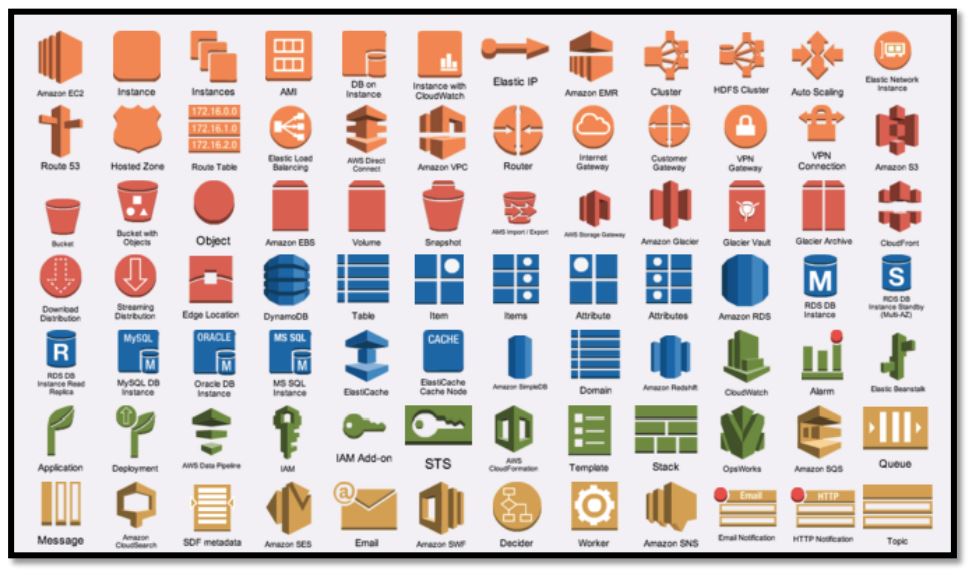 Amazon EC2
Instance
Instances
AMI
DB on
Instance
Instance with
CloudWatch
Elastic IP
Amazon EMR
Cluster
HDFS Cluster
Auto Scaling
Elastic Network
Instance
Route 53
Hosted Zone
172.16.0.0
172.16.1.0
172.16.2.0
Route Table
Elastic Load
Balancing
AWS Direct
Connect
Amazon VPC
Router
Internet
Gateway
Customer
Gateway
VPN
Gateway
VPN
Connection
Amazon S3
Bucket
Bucket with
Objects
Object
Amazon EBS
Volume
Snapshot
AMS Import / Export
AWS Storage Gateway
Amazon Glacier
Glacier Vault
Glacier Archive
CloudFront
Download
Distribution
Streaming
Distribution
Edge Location
DynamoDB
Table
Item
Items
Attribute
Attributes
Amazon RDS
M
RDS DB
Instance
S
RDS DB
Instance Standby
(Muti-AZ)
R
RDS DB
Instance Read
Replica
MySQL
M
MySQL DB
Instance
ORACLE
M
Oracle DB
Instance
MS SQL
M
MS SQL
Instance
ElastiCache
CACHE
ElastiCache
Cache Node
Amazon SimpleDB
Domain
Amazon Redshift
CloudWatch
Alarm
Elastic Beanstalk
Application
Deployment
AWS Data Pipeline
IAM
IAM Add-on
STS
AWS
CloudFormation
Template
Stack
OpsWorks
Amazon SQS
Queue
Message
Amazon
CloudSearch
SDF metadata
Amazon SES
@
Email
Amazon SWF
Decider
Worker
Amazon SNS
Email
Email Notification
HTTP
HTTP Notification
Topic